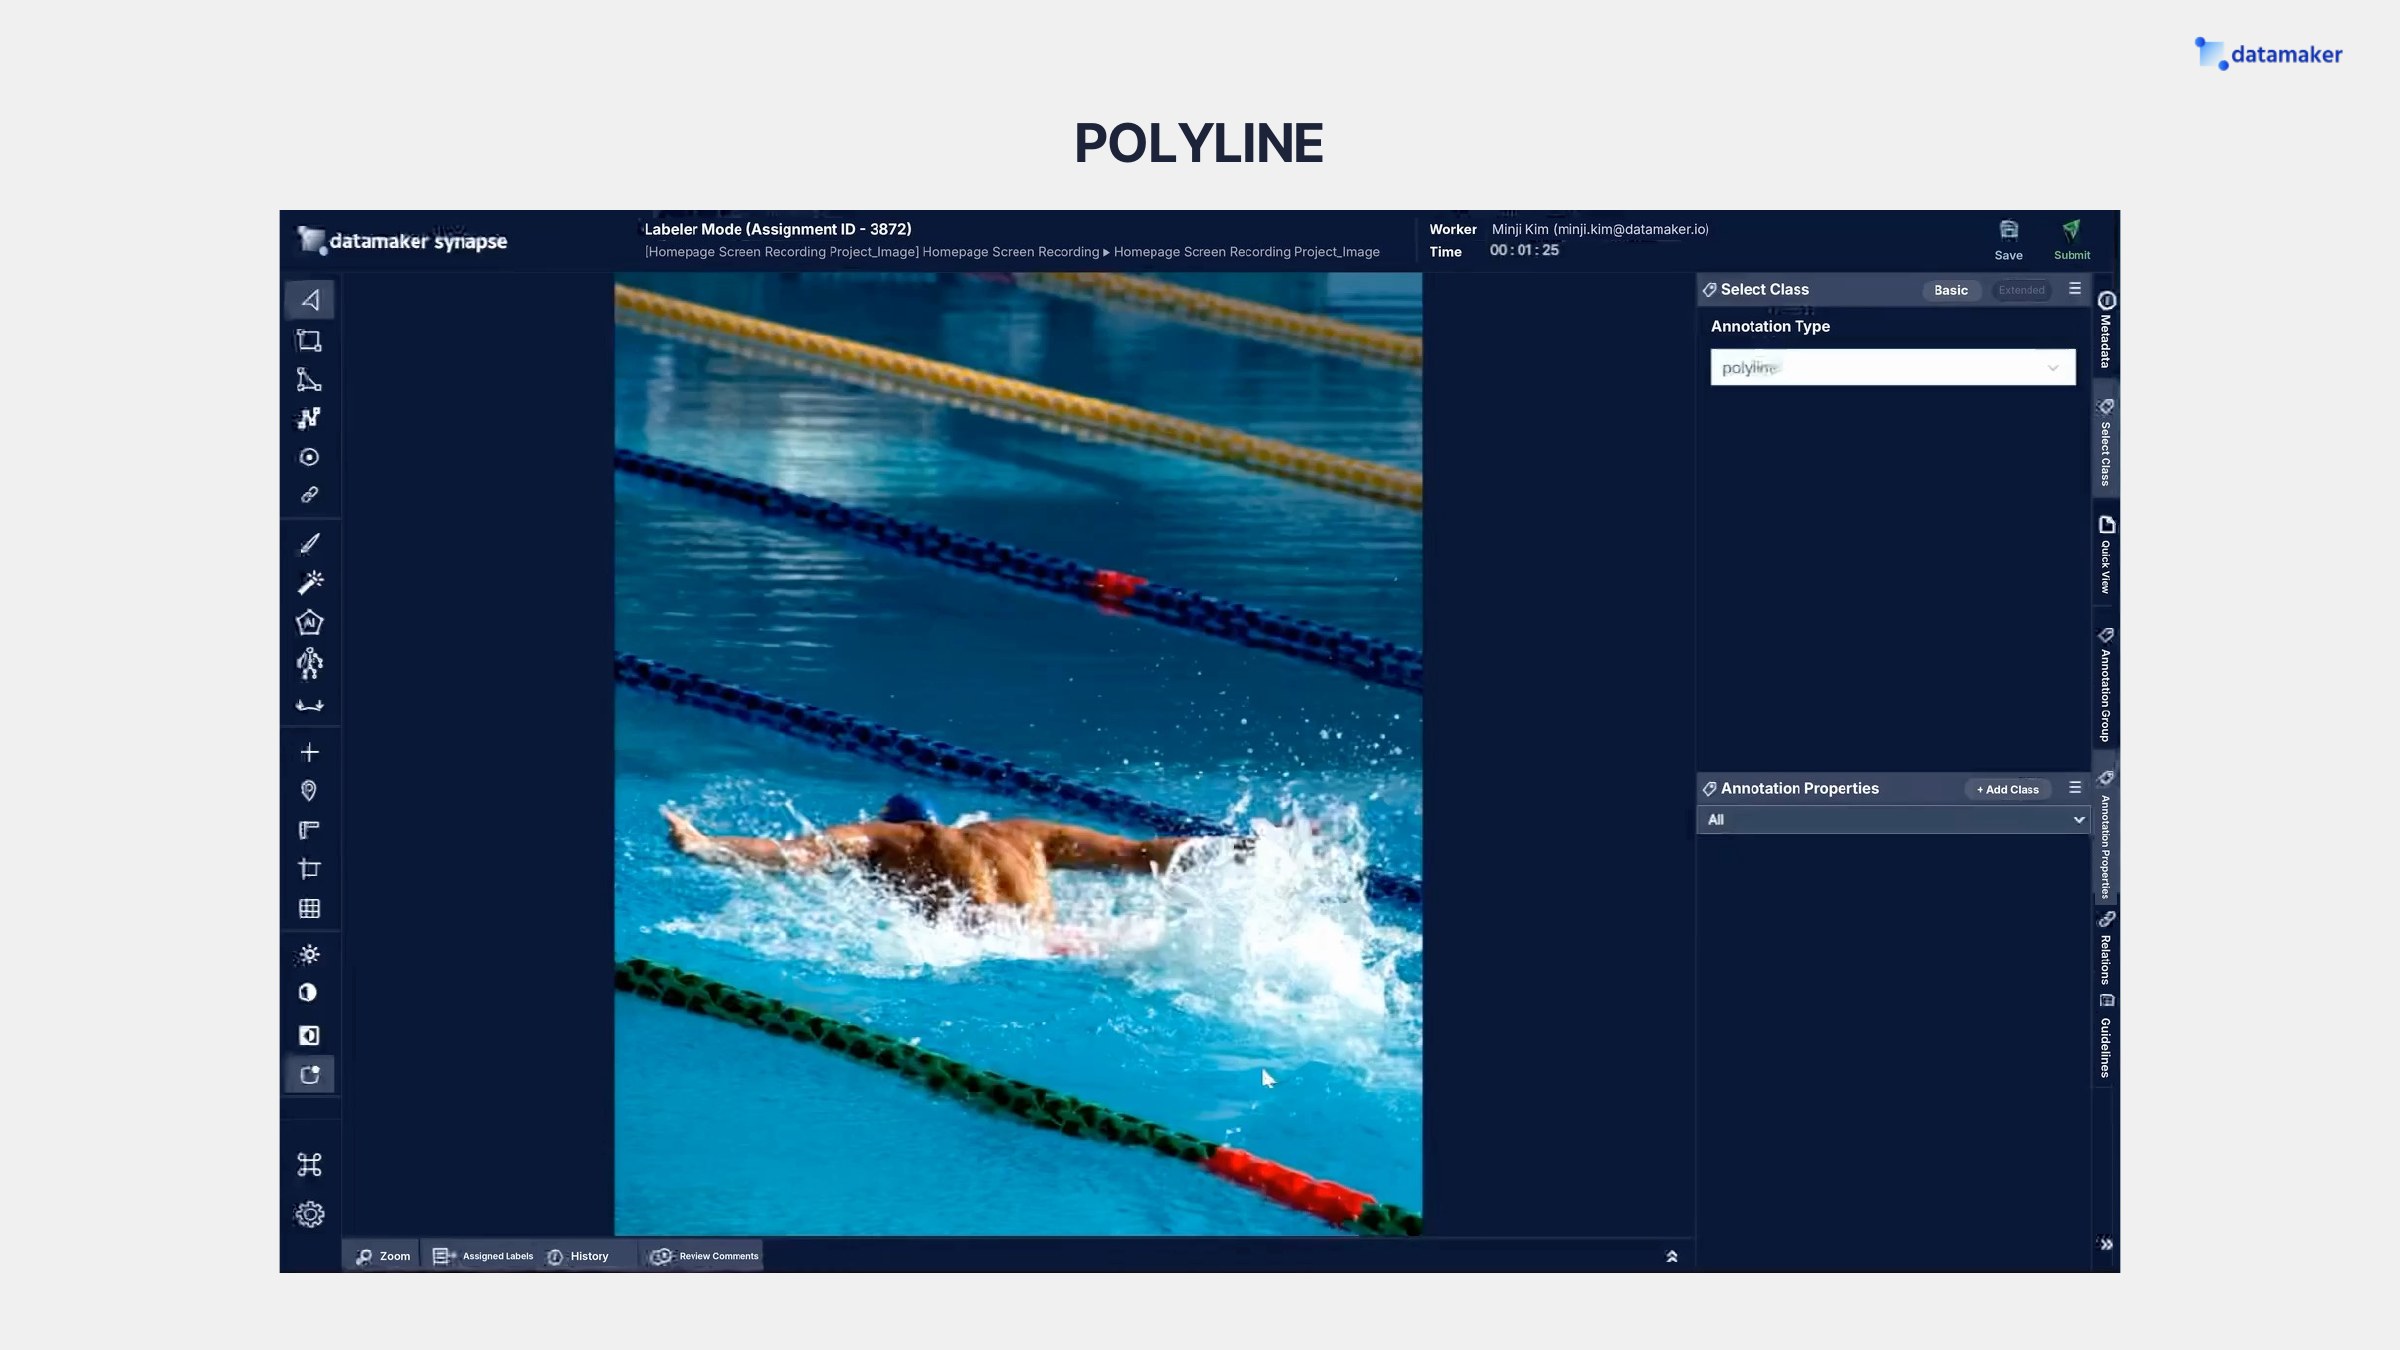 datamaker
POLYLINE
datamaker synapse
Labeler Mode (Assignment ID - 3872)
[Homepage Screen Recording Project_Image] Homepage Screen Recording ▸ Homepage Screen Recording Project_Image
Worker Minji Kim (minji.kim@datamaker.io)
Time 00:01:25
Save
Submit
Select Class
Basic
Extended
Annotation Type
polyline
AI
Annotation Properties
+ Add Class
All
Metadata
Select Class
Quick View
Annotation Group
Annotation Properties
Relations
Guidelines
Zoom
Assigned Labels
History
Review Comments